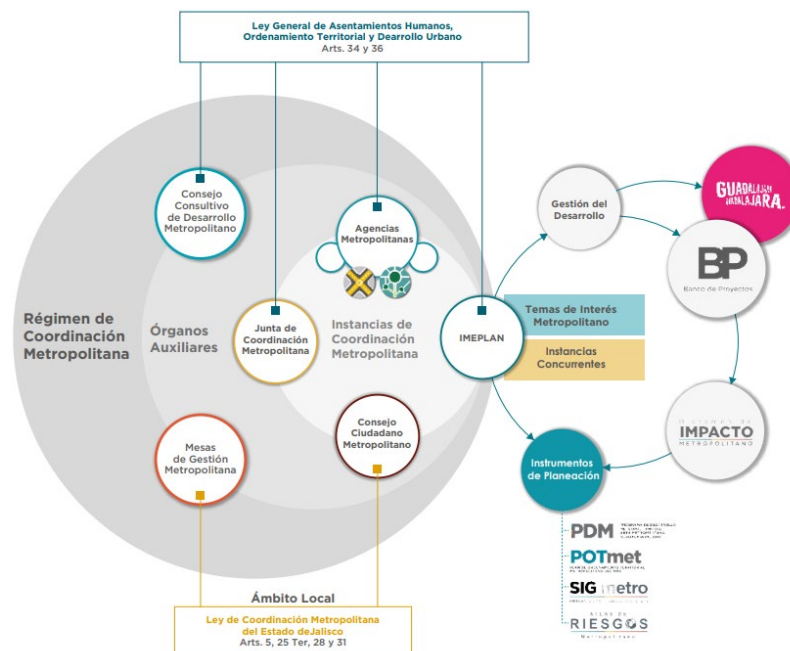 Ley General de Asentamientos Humanos,
Ordenamiento Territorial y Dearrollo Urbano
Arts. 34 y 36
Consejo
Consultivo
de Desarrollo
Metropolitano
Agencias
Metropolitanas
Gestión del
Desarrollo
GUADALAJARA
GUADALAJARA.
BP
Banco de Proyectos
Régimen de
Coordinación
Metropolitana
Órganos
Auxiliares
Junta de
Coordinación
Metropolitana
Instancias de
Coordinación
Metropolitana
IMEPLAN
Temas de Interés
Metropolitano
Instancias
Concurrentes
Mesas
de Gestión
Metropolitana
Consejo
Ciudadano
Metropolitano
Instrumentos
de Planeación
IMPACTO
METROPOLITANO
PDM
POTmet
SIGmetro
ATLAS DE
RIESGOS
Metropolitano
Ámbito Local
Ley de Coordinación Metropolitana
del Estado deJalisco
Arts. 5, 25 Ter, 28 y 31